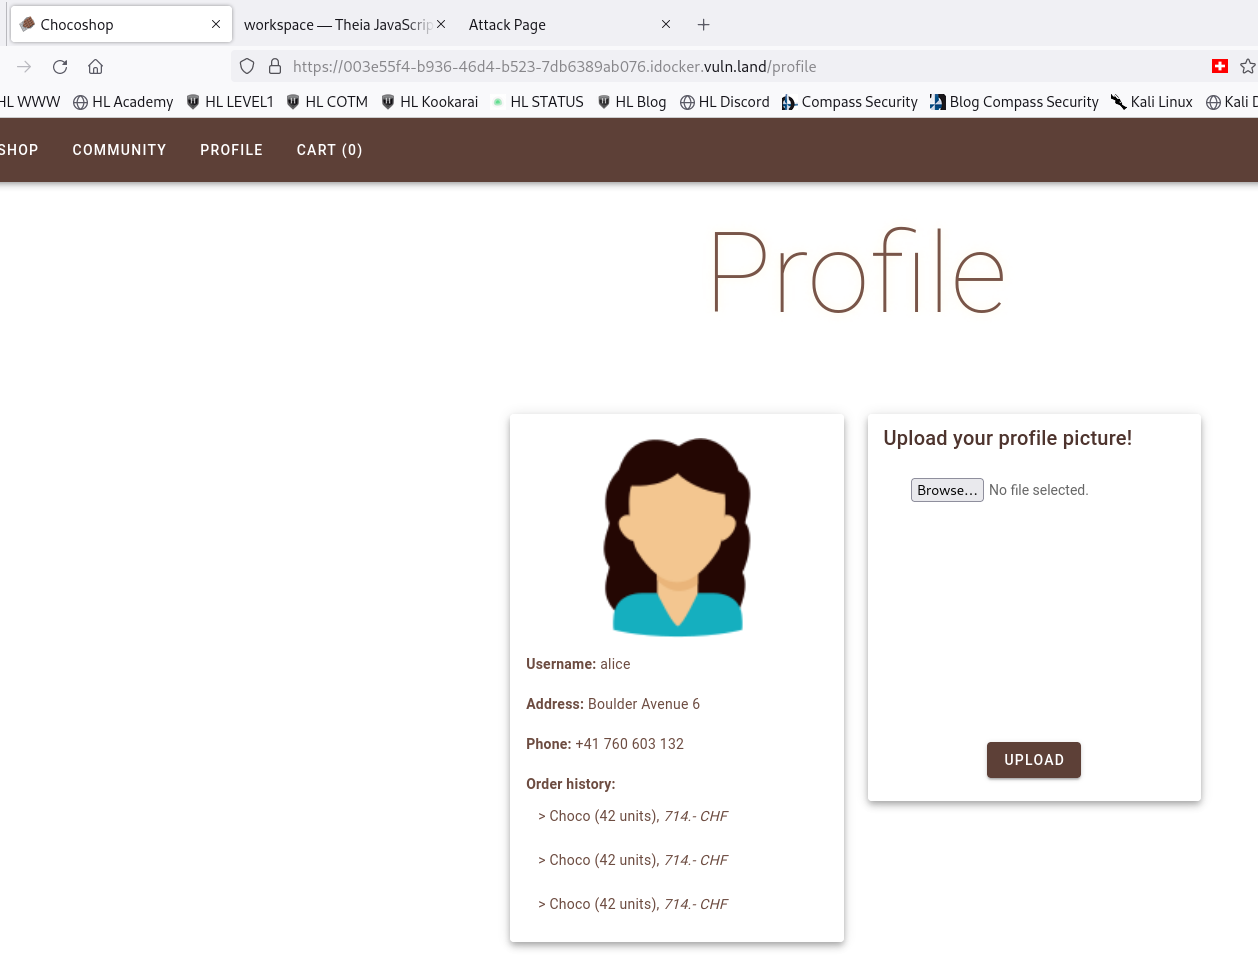 Chocoshop
workspace — Theia JavaScrip
Attack Page
https://003e55f4-b936-46d4-b523-7db6389ab076.idocker.vuln.land/profile
HL WWW HL Academy HL LEVEL1 HL COTM HL Kookarai HL STATUS HL Blog HL Discord Compass Security Blog Compass Security Kali Linux Kali D
SHOP COMMUNITY PROFILE CART (0)
Profile
Username: alice
Address: Boulder Avenue 6
Phone: +41 760 603 132
Order history:
> Choco (42 units), 714.- CHF
> Choco (42 units), 714.- CHF
> Choco (42 units), 714.- CHF
Upload your profile picture!
Browse... No file selected.
UPLOAD